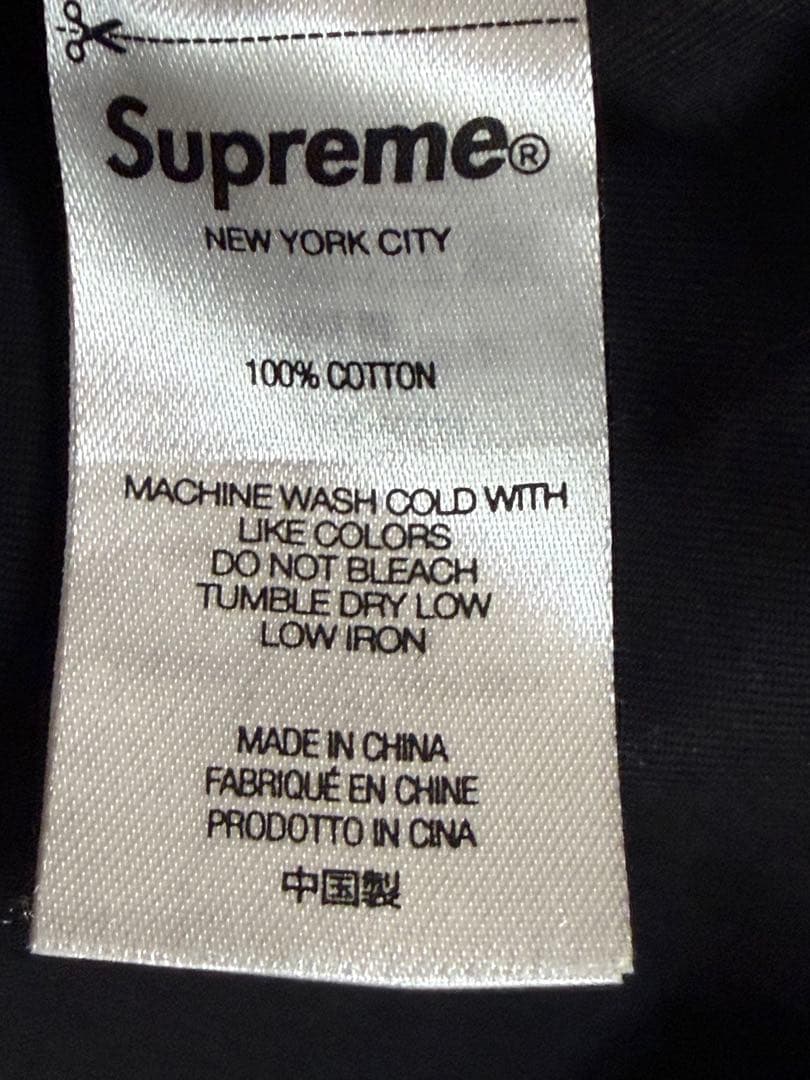 Supreme®
NEW YORK CITY
100% COTTON
MACHINE WASH COLD WITH
LIKE COLORS
DO NOT BLEACH
TUMBLE DRY LOW
LOW IRON
MADE IN CHINA
FABRIQUÉ EN CHINE
PRODOTTO IN CINA
中国製